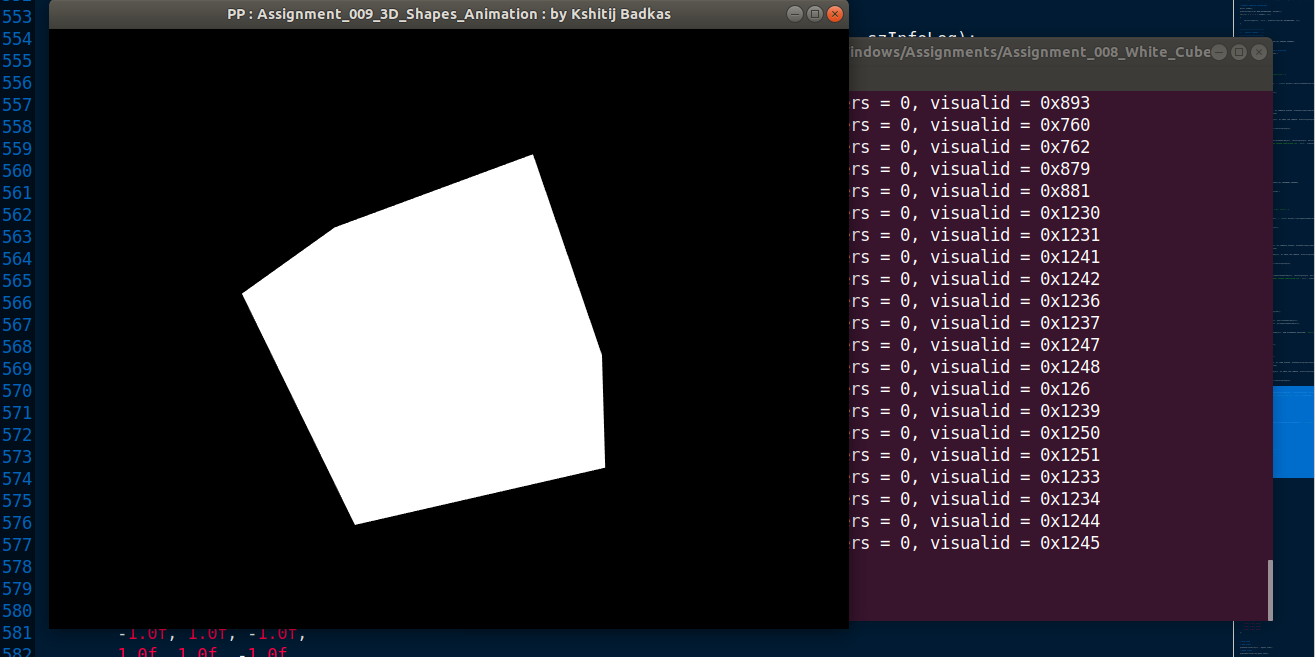 PP : Assignment_009_3D_Shapes_Animation : by Kshitij Badkas
553
554
555
556
557
558
559
560
561
562
563
564
565
566
567
568
569
570
571
572
573
574
575
576
577
578
579
580
581 -1.0f, 1.0f, -1.0f,
582 1.0f, 1.0f, -1.0f,
szInfoLog);
indows/Assignments/Assignment_008_White_Cube
rs = 0, visualid = 0x893
rs = 0, visualid = 0x760
rs = 0, visualid = 0x762
rs = 0, visualid = 0x879
rs = 0, visualid = 0x881
rs = 0, visualid = 0x1230
rs = 0, visualid = 0x1231
rs = 0, visualid = 0x1241
rs = 0, visualid = 0x1242
rs = 0, visualid = 0x1236
rs = 0, visualid = 0x1237
rs = 0, visualid = 0x1247
rs = 0, visualid = 0x1248
rs = 0, visualid = 0x126
rs = 0, visualid = 0x1239
rs = 0, visualid = 0x1250
rs = 0, visualid = 0x1251
rs = 0, visualid = 0x1233
rs = 0, visualid = 0x1234
rs = 0, visualid = 0x1244
rs = 0, visualid = 0x1245